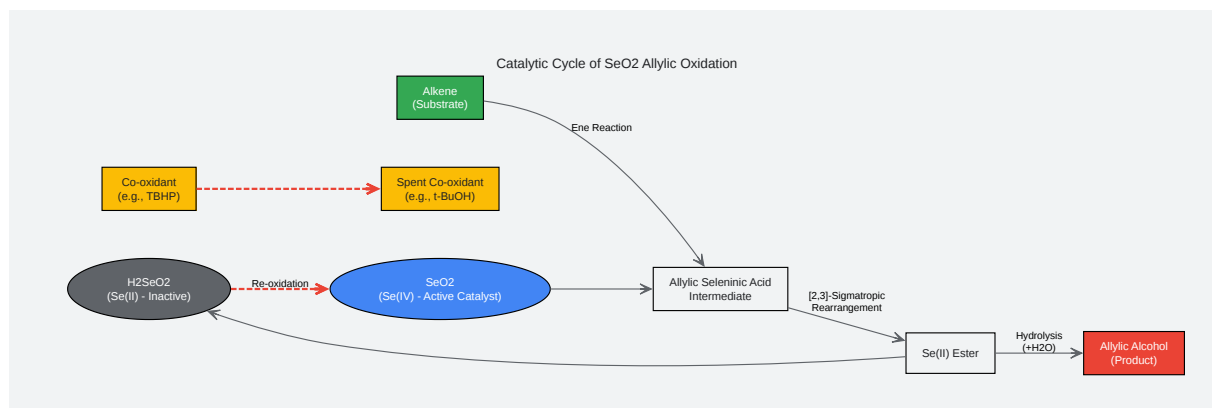 Catalytic Cycle of SeO2 Allylic Oxidation
Alkene
(Substrate)
Ene Reaction
Co-oxidant
(e.g., TBHP)
Spent Co-oxidant
(e.g., t-BuOH)
H2SeO2
(Se(II) - Inactive)
Re-oxidation
SeO2
(Se(IV) - Active Catalyst)
Allylic Seleninic Acid
Intermediate
[2,3]-Sigmatropic
Rearrangement
Se(II) Ester
Hydrolysis
(+H2O)
Allylic Alcohol
(Product)